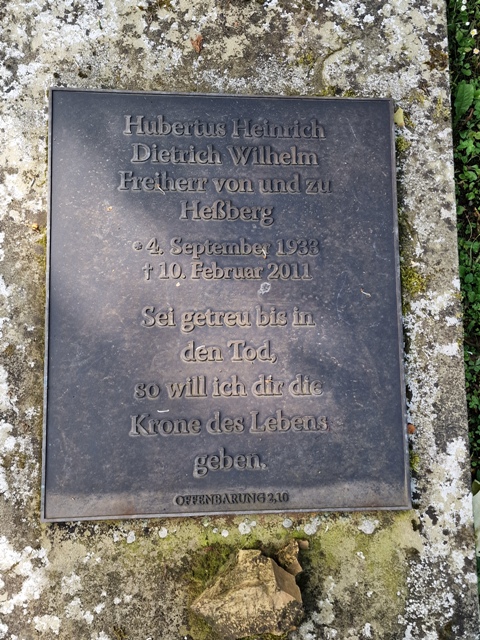 Hubertus Heinrich
Dietrich Wilhelm
Freiherr von und zu
Heßberg
* 4. September 1933
† 10. Februar 2011
Sei getreu bis in
den Tod,
so will ich dir die
Krone des Lebens
geben.
OFFENBARUNG 2,10